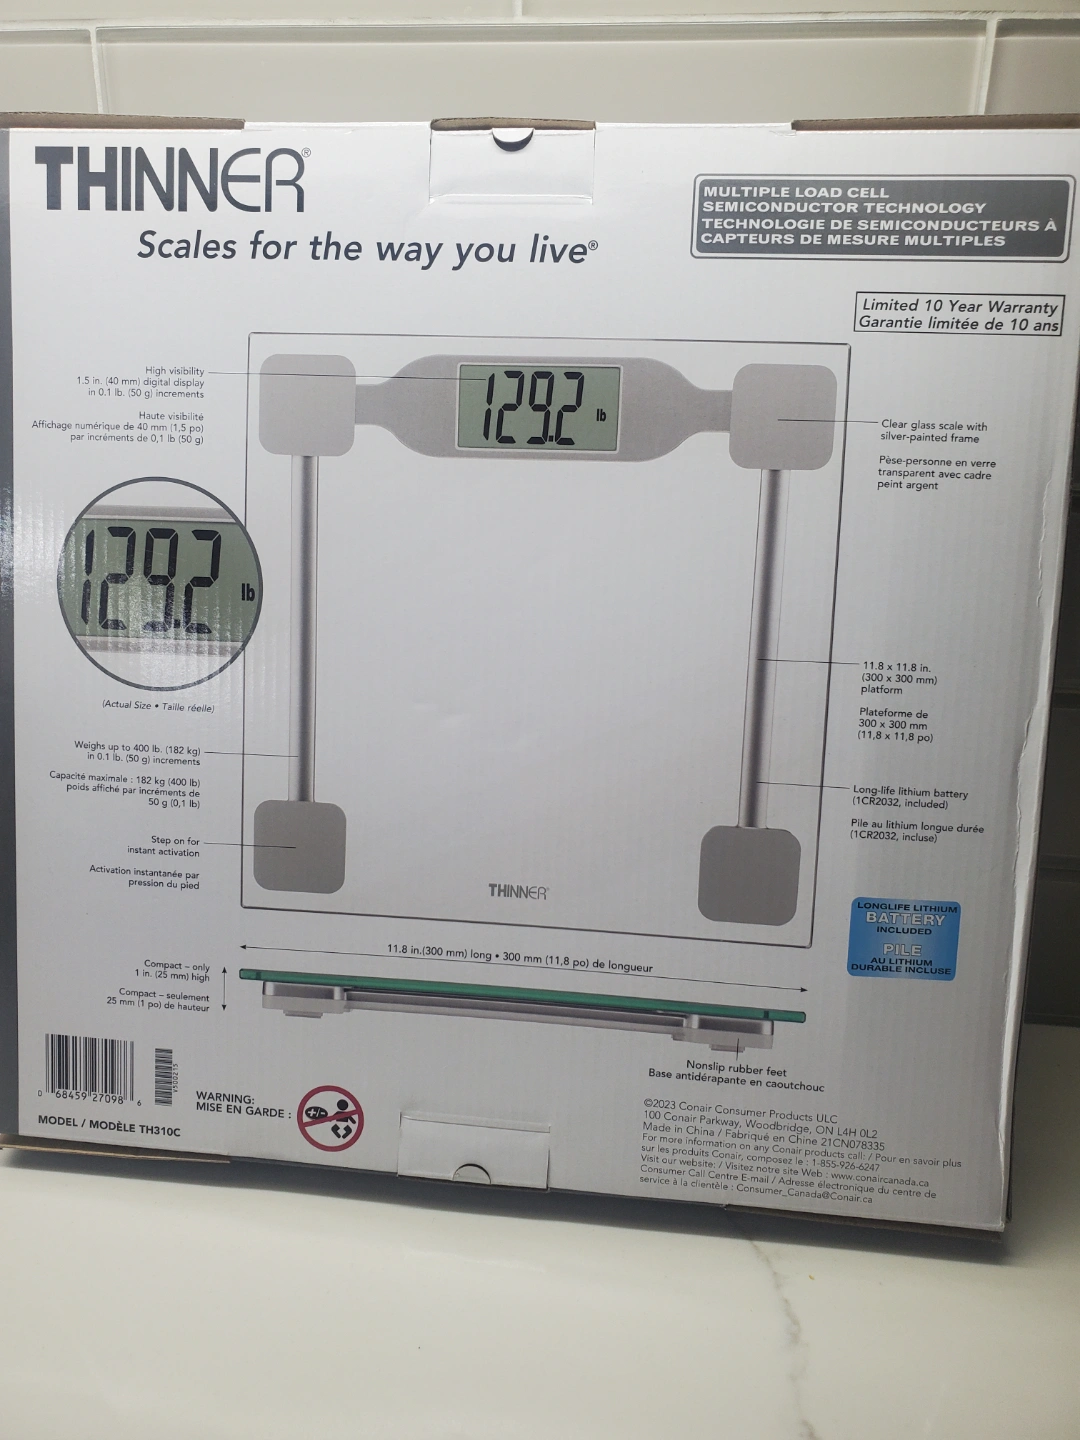 THINNER®
Scales for the way you live®
MULTIPLE LOAD CELL
SEMICONDUCTOR TECHNOLOGY
TECHNOLOGIE DE SEMICONDUCTEURS À
CAPTEURS DE MESURE MULTIPLES
Limited 10 Year Warranty
Garantie limitée de 10 ans
High visibility
1.5 in. (40 mm) digital display
in 0.1 lb. (50 g) increments
Haute visibilité
Affichage numérique de 40 mm (1,5 po)
par incréments de 0,1 lb (50 g)
129.2 lb
Clear glass scale with
silver-painted frame
Pèse-personne en verre
transparent avec cadre
peint argent
129.2 lb
(Actual Size • Taille réelle)
11.8 x 11.8 in.
(300 x 300 mm)
platform
Plateforme de
300 x 300 mm
(11,8 x 11,8 po)
Weighs up to 400 lb. (182 kg)
in 0.1 lb. (50 g) increments
Capacité maximale : 182 kg (400 lb)
poids affiché par incréments de
50 g (0,1 lb)
Long-life lithium battery
(1CR2032, included)
Pile au lithium longue durée
(1CR2032, incluse)
Step on for
instant activation
Activation instantanée par
pression du pied
THINNER®
LONGLIFE LITHIUM
BATTERY
INCLUDED
PILE
AU LITHIUM
DURABLE INCLUSE
11.8 in.(300 mm) long • 300 mm (11,8 po) de longueur
Compact – only
1 in. (25 mm) high
Compact – seulement
25 mm (1 po) de hauteur
Nonslip rubber feet
Base antidérapante en caoutchouc
0 68459 27098 6
MODEL / MODÈLE TH310C
WARNING:
MISE EN GARDE :
+/-
©2023 Conair Consumer Products ULC
100 Conair Parkway, Woodbridge, ON L4H 0L2
Made in China / Fabriqué en Chine 21CN078335
For more information on any Conair products call: / Pour en savoir plus
sur les produits Conair, composez le : 1-855-926-6247
Visit our website: / Visitez notre site Web : www.conaircanada.ca
Consumer Call Centre E-mail / Adresse électronique du centre de
service à la clientèle : Consumer_Canada@Conair.ca